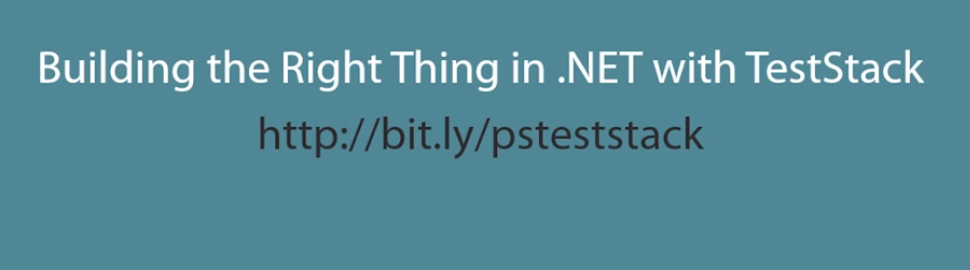 Building the Right Thing in .NET with TestStack
http://bit.ly/psteststack